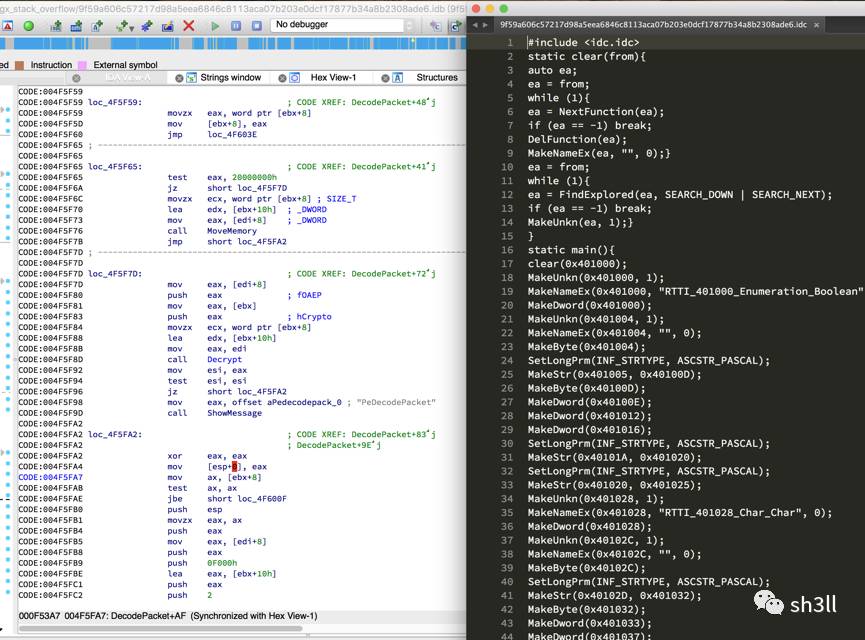 gx_stack_overflow/9f59a606c57217d98a5eea6846c8113aca07b203e0dcf17877b34a8b2308ade6.idb (I
No debugger
ed Instruction External symbol
IDA View-A Strings window Hex View-1 Structures
CODE:004F5F59
CODE:004F5F59 loc_4F5F59: ; CODE XREF: DecodePacket+48↑j
CODE:004F5F59 movzx eax, word ptr [ebx+8]
CODE:004F5F5D mov [ebx+8], eax
CODE:004F5F60 jmp loc_4F603E
CODE:004F5F65 ; ---------------------------------------------------------------------------
CODE:004F5F65
CODE:004F5F65 loc_4F5F65: ; CODE XREF: DecodePacket+41↑j
CODE:004F5F65 test eax, 20000000h
CODE:004F5F6A jz short loc_4F5F7D
CODE:004F5F6C movzx ecx, word ptr [ebx+8] ; SIZE_T
CODE:004F5F70 lea edx, [ebx+10h] ; _DWORD
CODE:004F5F73 mov eax, [edi+8] ; _DWORD
CODE:004F5F76 call MoveMemory
CODE:004F5F7B jmp short loc_4F5FA2
CODE:004F5F7D ; ---------------------------------------------------------------------------
CODE:004F5F7D
CODE:004F5F7D loc_4F5F7D: ; CODE XREF: DecodePacket+72↑j
CODE:004F5F7D mov eax, [edi+8]
CODE:004F5F80 push eax ; fOAEP
CODE:004F5F81 mov eax, [ebx]
CODE:004F5F83 push eax ; hCrypto
CODE:004F5F84 movzx ecx, word ptr [ebx+8]
CODE:004F5F88 lea edx, [ebx+10h]
CODE:004F5F8B mov eax, edi
CODE:004F5F8D call Decrypt
CODE:004F5F92 mov esi, eax
CODE:004F5F94 test esi, esi
CODE:004F5F96 jz short loc_4F5FA2
CODE:004F5F98 mov eax, offset aPedecodepack_0 ; "PeDecodePacket"
CODE:004F5F9D call ShowMessage
CODE:004F5FA2
CODE:004F5FA2 loc_4F5FA2: ; CODE XREF: DecodePacket+83↑j
CODE:004F5FA2 ; DecodePacket+9E↑j
CODE:004F5FA2 xor eax, eax
CODE:004F5FA4 mov [esp+0], eax
CODE:004F5FA7 mov ax, [ebx+8]
CODE:004F5FAB test ax, ax
CODE:004F5FAE jbe short loc_4F600F
CODE:004F5FB0 push esp
CODE:004F5FB1 movzx eax, ax
CODE:004F5FB4 push eax
CODE:004F5FB5 mov eax, [edi+8]
CODE:004F5FB8 push eax
CODE:004F5FB9 push 0F000h
CODE:004F5FBE lea eax, [ebx+10h]
CODE:004F5FC1 push eax
CODE:004F5FC2 push 2
000F53A7 004F5FA7: DecodePacket+AF (Synchronized with Hex View-1)
9f59a606c57217d98a5eea6846c8113aca07b203e0dcf17877b34a8b2308ade6.idc ×
1 #include <idc.idc>
2 static clear(from){
3 auto ea;
4 ea = from;
5 while (1){
6 ea = NextFunction(ea);
7 if (ea == -1) break;
8 DelFunction(ea);
9 MakeNameEx(ea, "", 0);}
10 ea = from;
11 while (1){
12 ea = FindExplored(ea, SEARCH_DOWN | SEARCH_NEXT);
13 if (ea == -1) break;
14 MakeUnkn(ea, 1);}
15 }
16 static main(){
17 clear(0x401000);
18 MakeUnkn(0x401000, 1);
19 MakeNameEx(0x401000, "RTTI_401000_Enumeration_Boolean"
20 MakeDword(0x401000);
21 MakeUnkn(0x401004, 1);
22 MakeNameEx(0x401004, "", 0);
23 MakeByte(0x401004);
24 SetLongPrm(INF_STRTYPE, ASCSTR_PASCAL);
25 MakeStr(0x401005, 0x40100D);
26 MakeByte(0x40100D);
27 MakeDword(0x40100E);
28 MakeDword(0x401012);
29 MakeDword(0x401016);
30 SetLongPrm(INF_STRTYPE, ASCSTR_PASCAL);
31 MakeStr(0x40101A, 0x401020);
32 SetLongPrm(INF_STRTYPE, ASCSTR_PASCAL);
33 MakeStr(0x401020, 0x401025);
34 MakeUnkn(0x401028, 1);
35 MakeNameEx(0x401028, "RTTI_401028_Char_Char", 0);
36 MakeDword(0x401028);
37 MakeUnkn(0x40102C, 1);
38 MakeNameEx(0x40102C, "", 0);
39 MakeByte(0x40102C);
40 SetLongPrm(INF_STRTYPE, ASCSTR_PASCAL);
41 MakeStr(0x40102D, 0x401032);
42 MakeByte(0x401032);
43 MakeDword(0x401033);
44 MakeDword(0x401037);
sh3ll